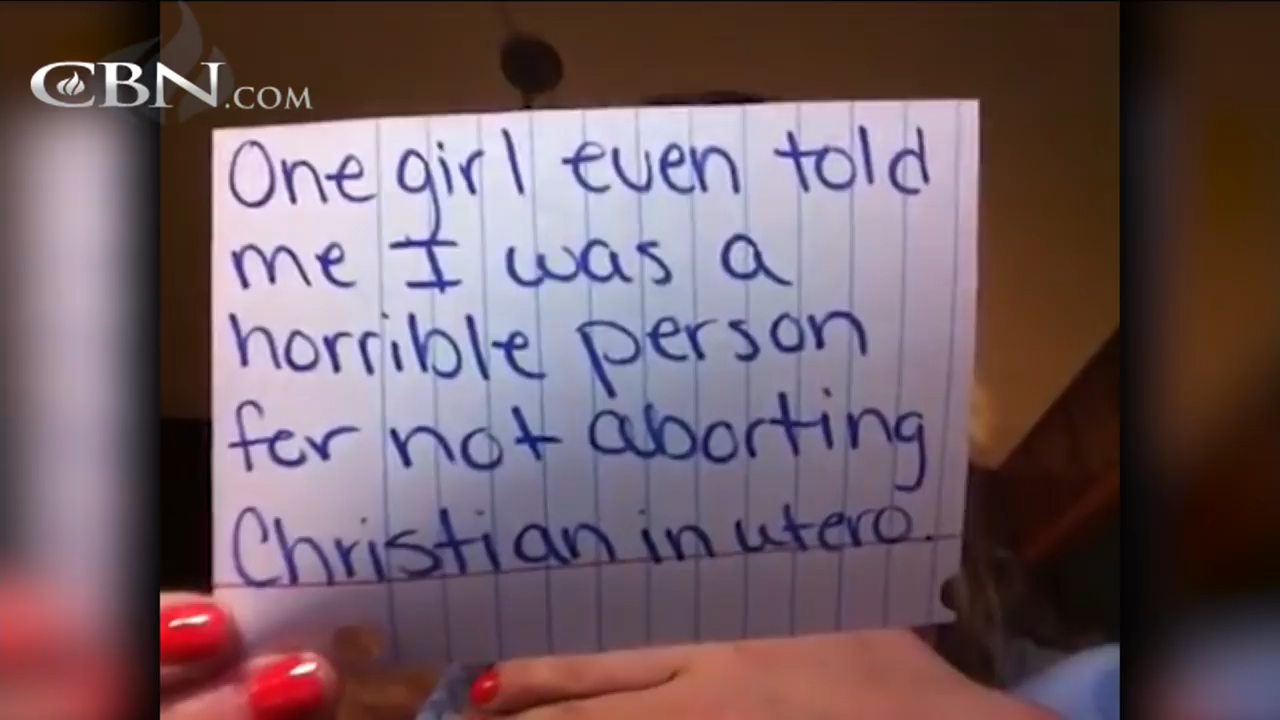 CBN.COM
One girl even told
me I was a
horrible person
for not aborting
Christian in utero.